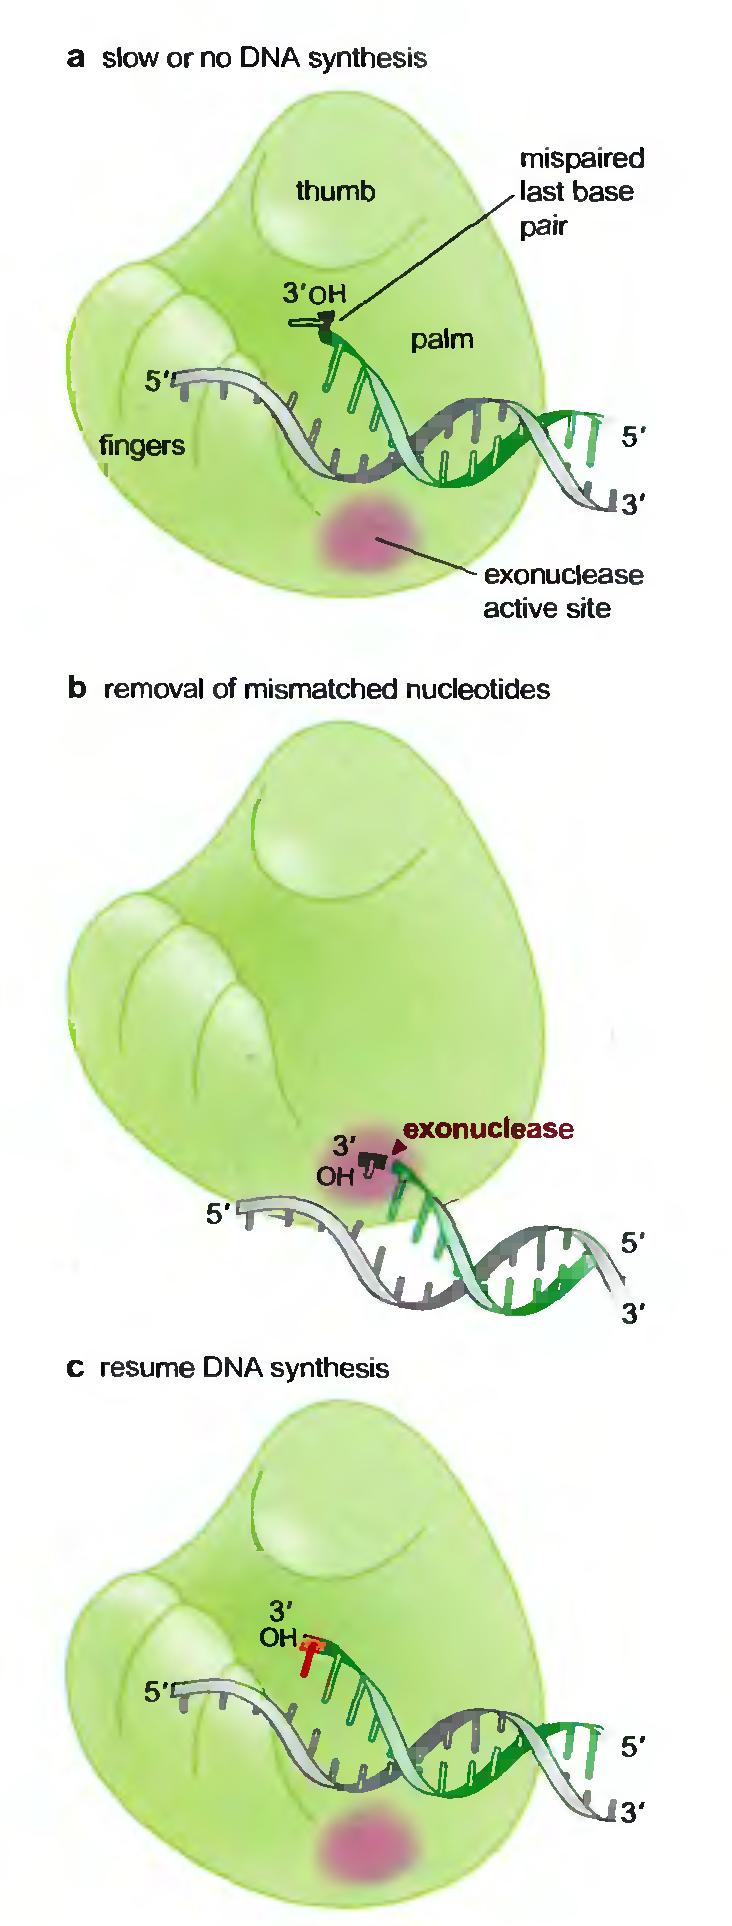 a slow or no DNA synthesis
thumb
mispaired
last base
pair
3'OH
palm
5'
fingers
5'
3'
exonuclease
active site
b removal of mismatched nucleotides
exonuclease
3'
OH
5'
5'
3'
c resume DNA synthesis
3'
OH
5'
5'
3'